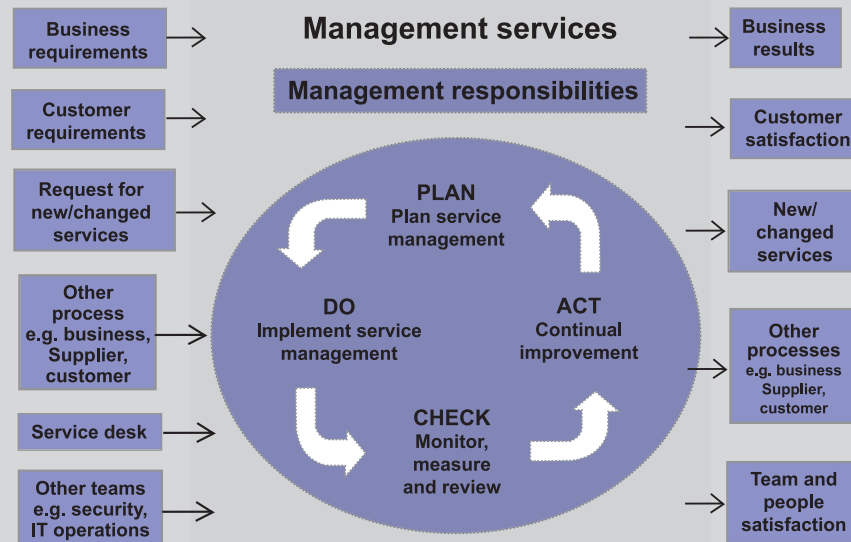 Management services
Management responsibilities
Business
requirements
Customer
requirements
Request for
new/changed
services
Other
process
e.g. business,
Supplier,
customer
Service desk
Other teams
e.g. security,
IT operations
PLAN
Plan service
management
DO
Implement service
management
CHECK
Monitor,
measure
and review
ACT
Continual
improvement
Business
results
Customer
satisfaction
New/
changed
services
Other
processes
e.g. business
Supplier,
customer
Team and
people
satisfaction